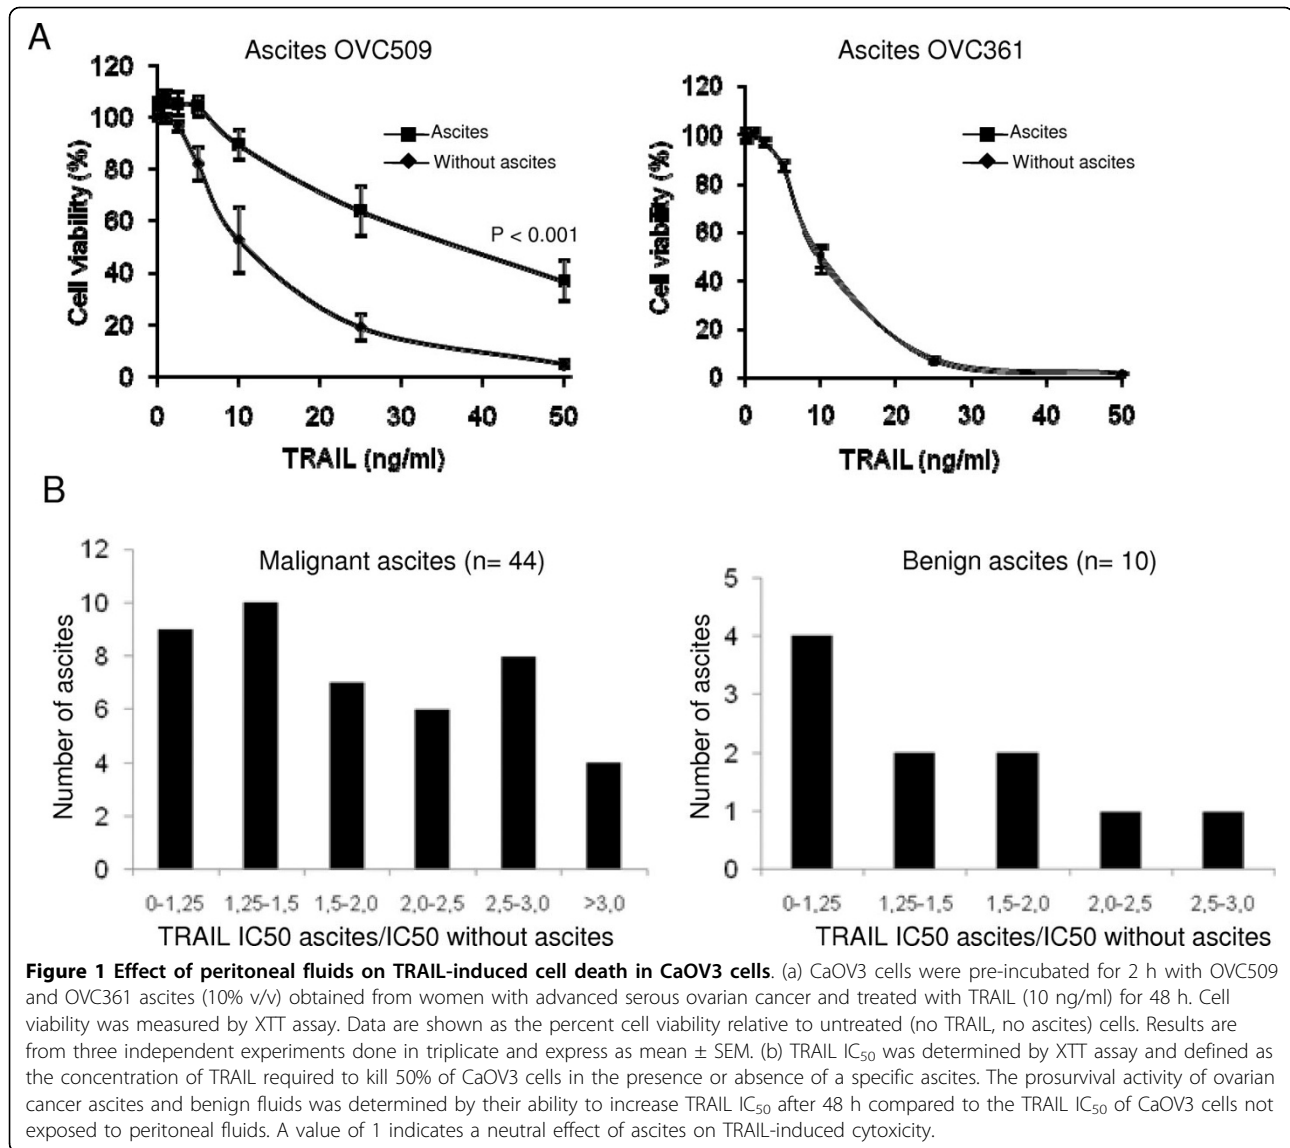 A
Ascites OVC509
120
100
80
60
40
20
0
Cell viability (%)
Ascites
Without ascites
P < 0.001
0 10 20 30 40 50
TRAIL (ng/ml)
Ascites OVC361
120
100
80
60
40
20
0
Cell viability (%)
Ascites
Without ascites
0 10 20 30 40 50
TRAIL (ng/ml)
B
Malignant ascites (n= 44)
12
10
8
6
4
2
0
Number of ascites
0-1,25 1,25-1,5 1,5-2,0 2,0-2,5 2,5-3,0 >3,0
TRAIL IC50 ascites/IC50 without ascites
Benign ascites (n= 10)
5
4
3
2
1
0
Number of ascites
0-1,25 1,25-1,5 1,5-2,0 2,0-2,5 2,5-3,0
TRAIL IC50 ascites/IC50 without ascites
Figure 1 Effect of peritoneal fluids on TRAIL-induced cell death in CaOV3 cells. (a) CaOV3 cells were pre-incubated for 2 h with OVC509
and OVC361 ascites (10% v/v) obtained from women with advanced serous ovarian cancer and treated with TRAIL (10 ng/ml) for 48 h. Cell
viability was measured by XTT assay. Data are shown as the percent cell viability relative to untreated (no TRAIL, no ascites) cells. Results are
from three independent experiments done in triplicate and express as mean ± SEM. (b) TRAIL IC50 was determined by XTT assay and defined as
the concentration of TRAIL required to kill 50% of CaOV3 cells in the presence or absence of a specific ascites. The prosurvival activity of ovarian
cancer ascites and benign fluids was determined by their ability to increase TRAIL IC50 after 48 h compared to the TRAIL IC50 of CaOV3 cells not
exposed to peritoneal fluids. A value of 1 indicates a neutral effect of ascites on TRAIL-induced cyotoxicity.